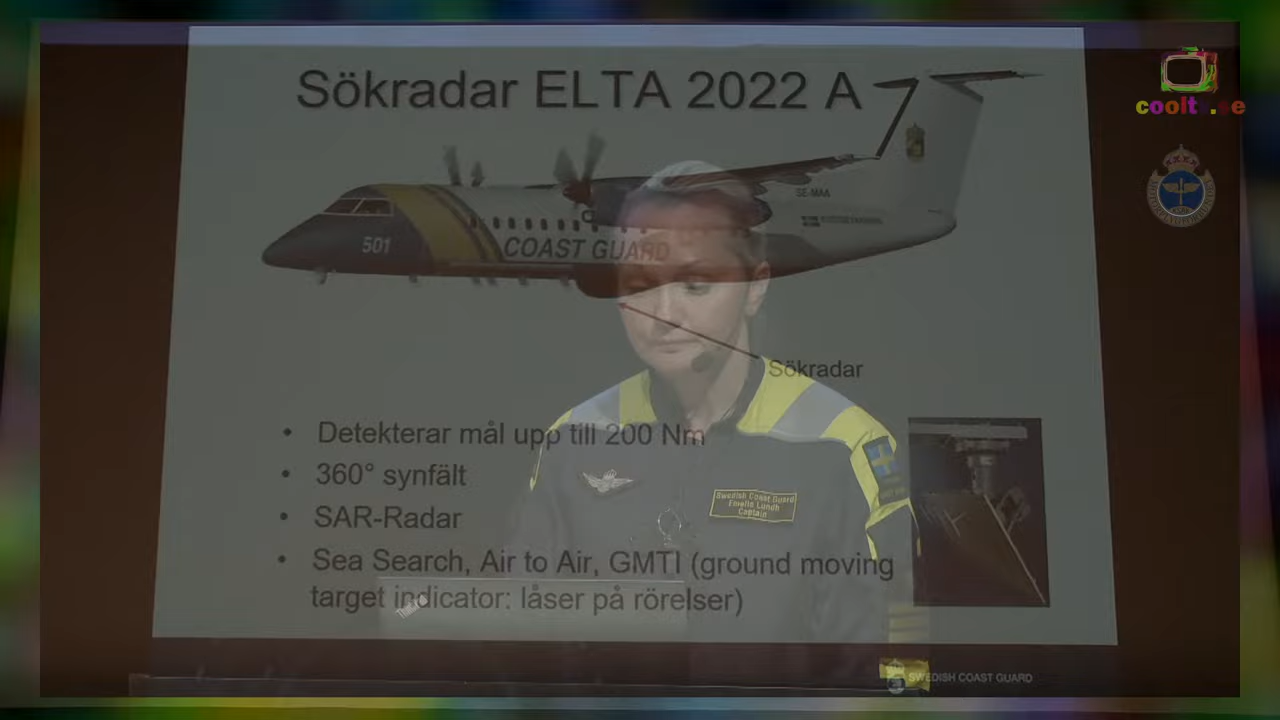 Sökradar ELTA 2022 A
cooltv.se
SE-MAA
501
COAST GUARD
Sökradar
Detekterar mål upp till 200 Nm
360° synfält
SAR-Radar
Swedish Coast Guard
Captain
Sea Search, Air to Air, GMTI (ground moving
target indicator: låser på rörelser)
SWEDISH COAST GUARD